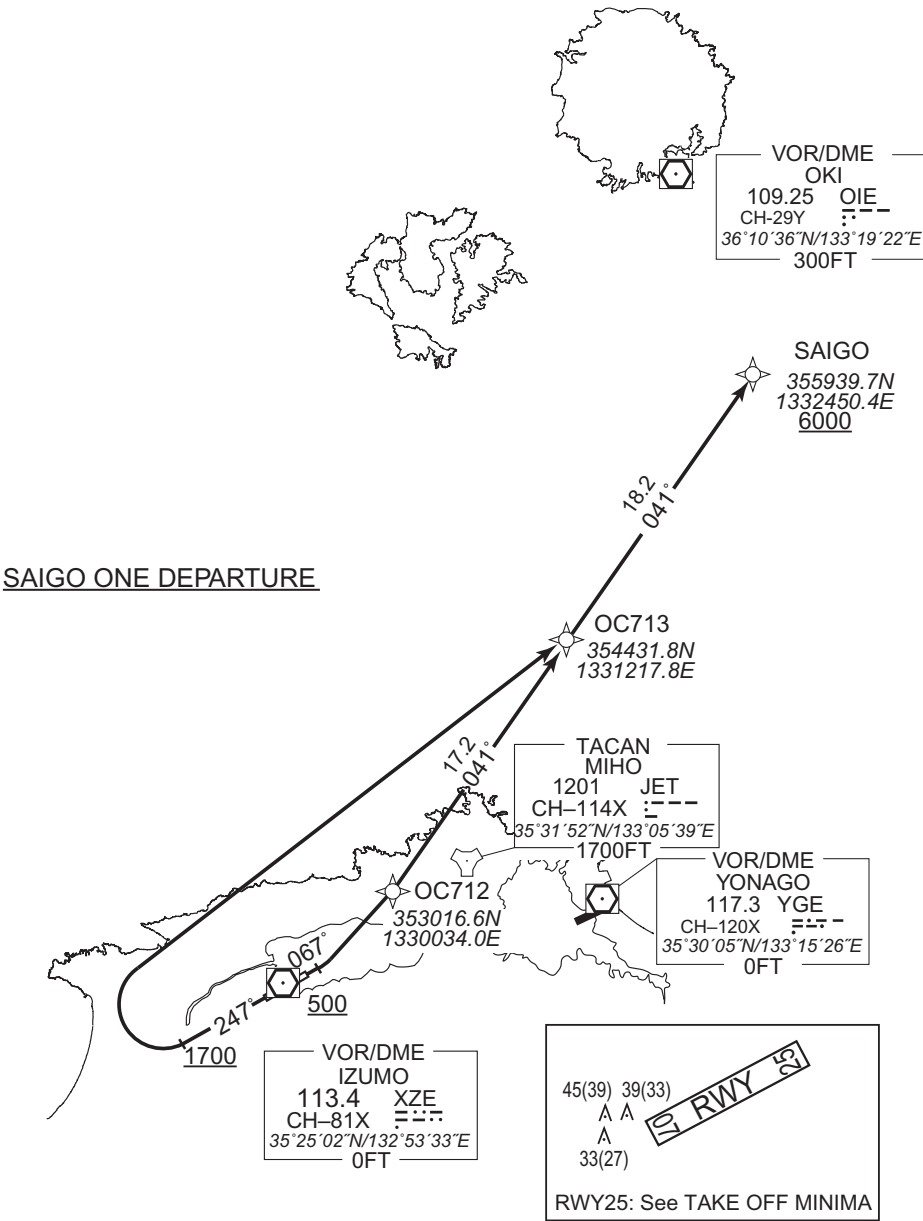 VOR/DME
OKI
109.25 OIE
CH-29Y
36°10´36˝N/133°19´22˝E
300FT
SAIGO
355939.7N
1332450.4E
6000
18.2
041°
SAIGO ONE DEPARTURE
OC713
354431.8N
1331217.8E
17.2
041°
TACAN
MIHO
1201 JET
CH–114X
35°31´52˝N/133°05´39˝E
1700FT
VOR/DME
YONAGO
117.3 YGE
CH–120X
35°30´05˝N/133°15´26˝E
0FT
OC712
353016.6N
1330034.0E
067°
247°
500
1700
VOR/DME
IZUMO
113.4 XZE
CH–81X
35°25´02˝N/132°53´33˝E
0FT
45(39) 39(33)
33(27)
07 RWY 25
RWY25: See TAKE OFF MINIMA